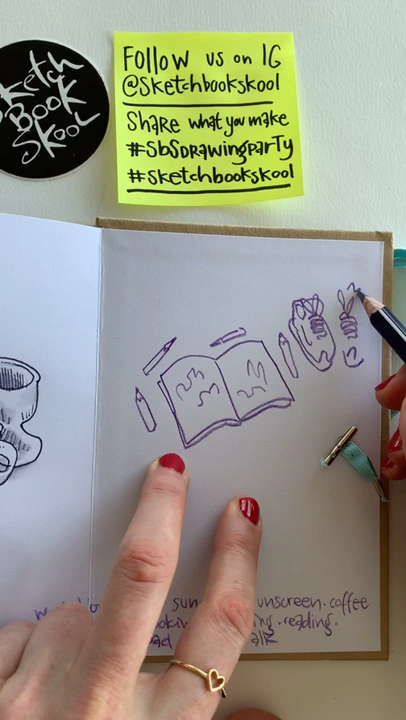 Sketch
Book
Skool
Follow us on IG
@Sketchbookskool
Share what you make
#SbSDrawingParty
#sketchbookskool
sunscreen. coffee
reading.